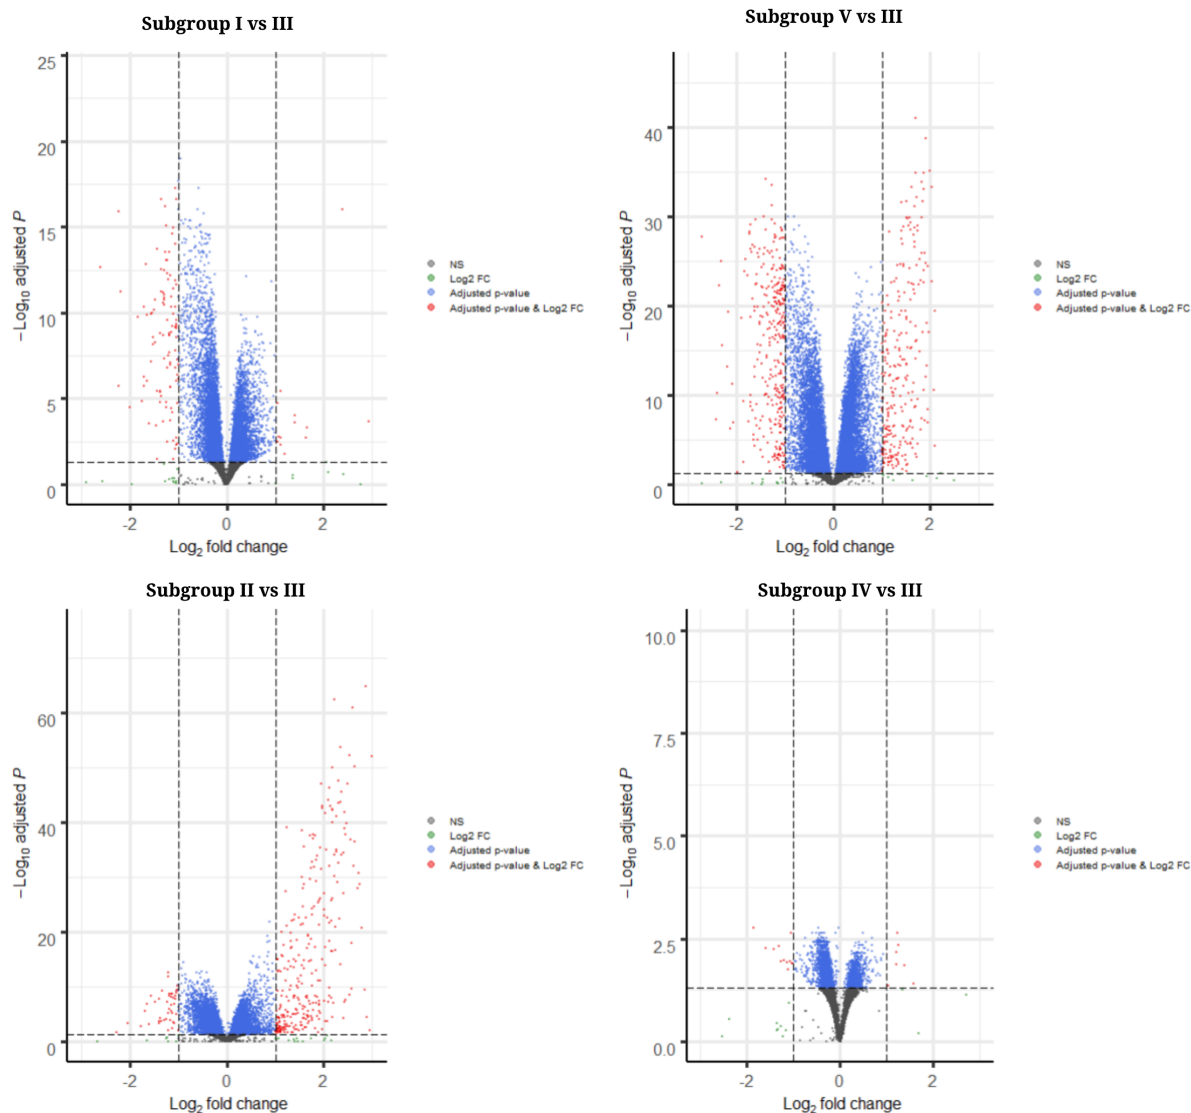 Subgroup I vs III
25
20
15
10
5
0
-2 0 2
Log2 fold change
−Log10 adjusted P
NS
Log2 FC
Adjusted p-value
Adjusted p-value & Log2 FC
Subgroup V vs III
40
30
20
10
0
-2 0 2
Log2 fold change
−Log10 adjusted P
NS
Log2 FC
Adjusted p-value
Adjusted p-value & Log2 FC
Subgroup II vs III
60
40
20
0
-2 0 2
Log2 fold change
−Log10 adjusted P
NS
Log2 FC
Adjusted p-value
Adjusted p-value & Log2 FC
Subgroup IV vs III
10.0
7.5
5.0
2.5
0.0
-2 0 2
Log2 fold change
−Log10 adjusted P
NS
Log2 FC
Adjusted p-value
Adjusted p-value & Log2 FC